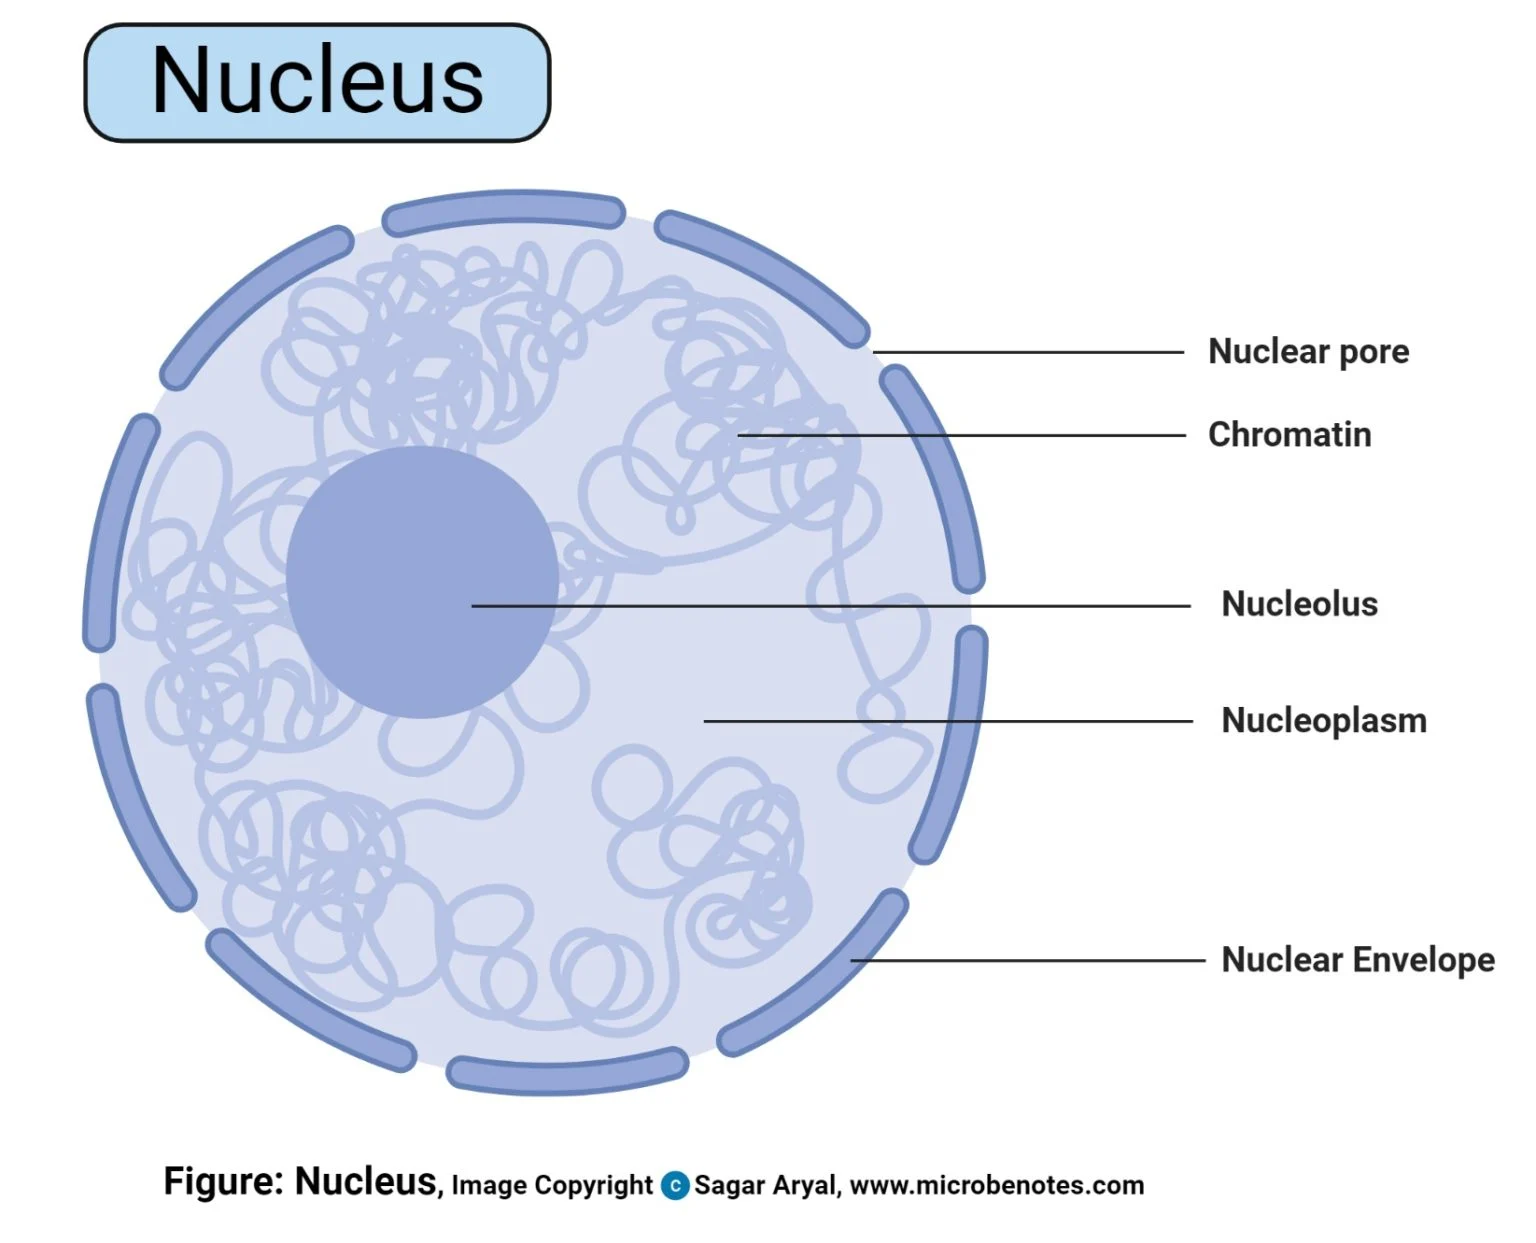 Nucleus
Nuclear pore
Chromatin
Nucleolus
Nucleoplasm
Nuclear Envelope
Figure: Nucleus, Image Copyright © Sagar Aryal, www.microbenotes.com